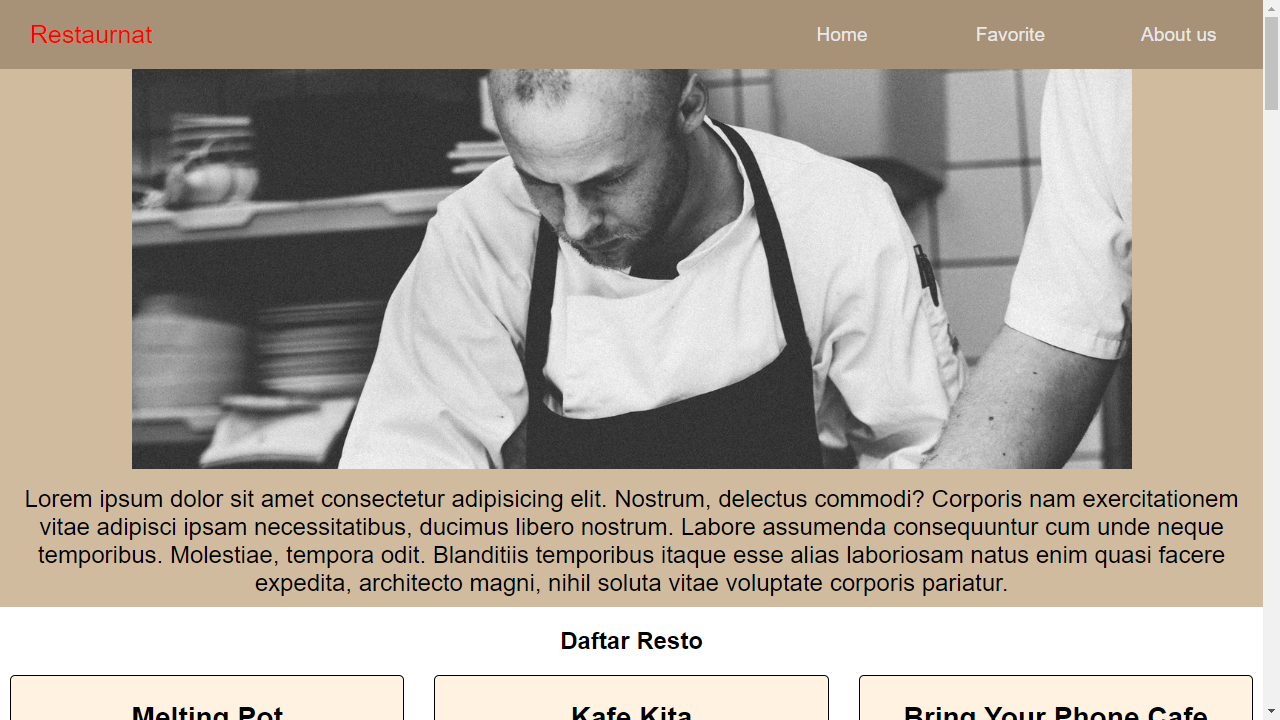 Restaurnat
Home
Favorite
About us
Lorem ipsum dolor sit amet consectetur adipisicing elit. Nostrum, delectus commodi? Corporis nam exercitationem
vitae adipisci ipsam necessitatibus, ducimus libero nostrum. Labore assumenda consequuntur cum unde neque
temporibus. Molestiae, tempora odit. Blanditiis temporibus itaque esse alias laboriosam natus enim quasi facere
expedita, architecto magni, nihil soluta vitae voluptate corporis pariatur.
Daftar Resto
Melting Pot
Kafe Kita
Bring Your Phone Cafe